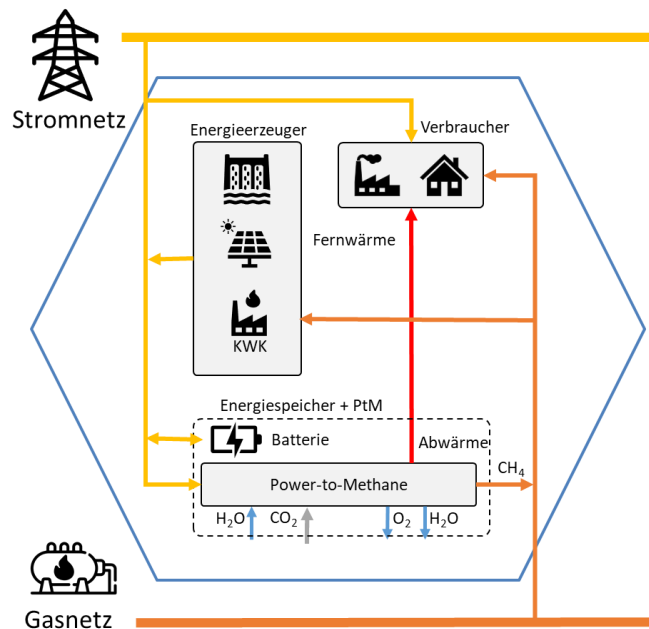 Stromnetz
Energieerzeuger
Verbraucher
Fernwärme
KWK
Energiespeicher + PtM
Batterie
Abwärme
CH₄
Power-to-Methane
H₂O
CO₂
O₂
H₂O
Gasnetz